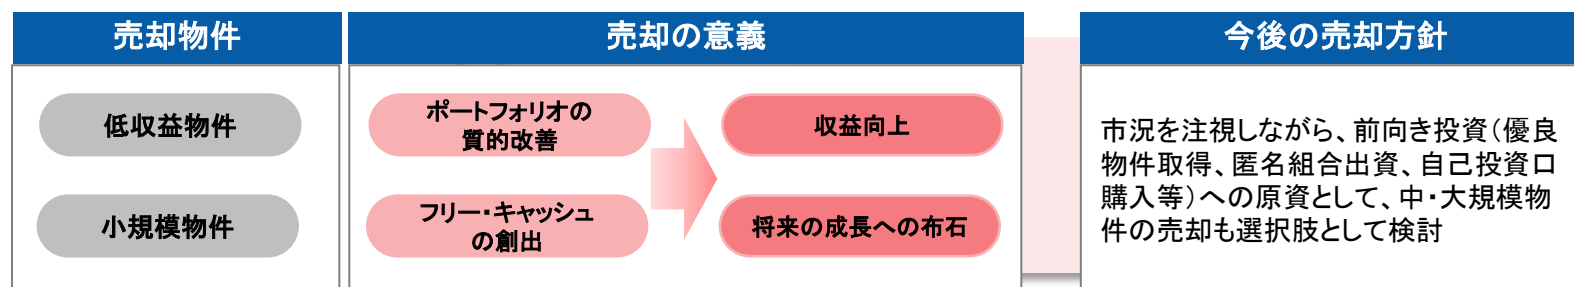 売却物件
低収益物件
小規模物件
売却の意義
ポートフォリオの
質的改善
フリー・キャッシュ
の創出
収益向上
将来の成長への布石
今後の売却方針
市況を注視しながら、前向き投資（優良
物件取得、匿名組合出資、自己投資口
購入等）への原資として、中・大規模物
件の売却も選択肢として検討